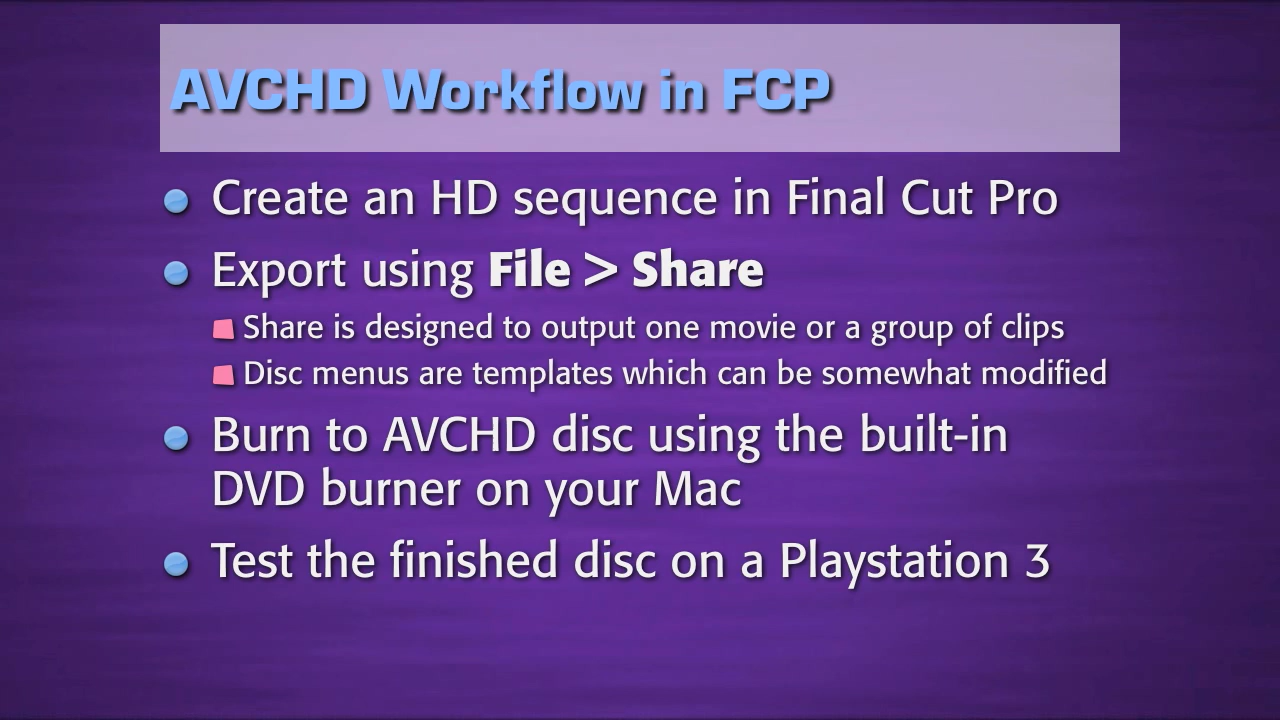 AVCHD Workflow in FCP
Create an HD sequence in Final Cut Pro
Export using File > Share
Share is designed to output one movie or a group of clips
Disc menus are templates which can be somewhat modified
Burn to AVCHD disc using the built-in
DVD burner on your Mac
Test the finished disc on a Playstation 3